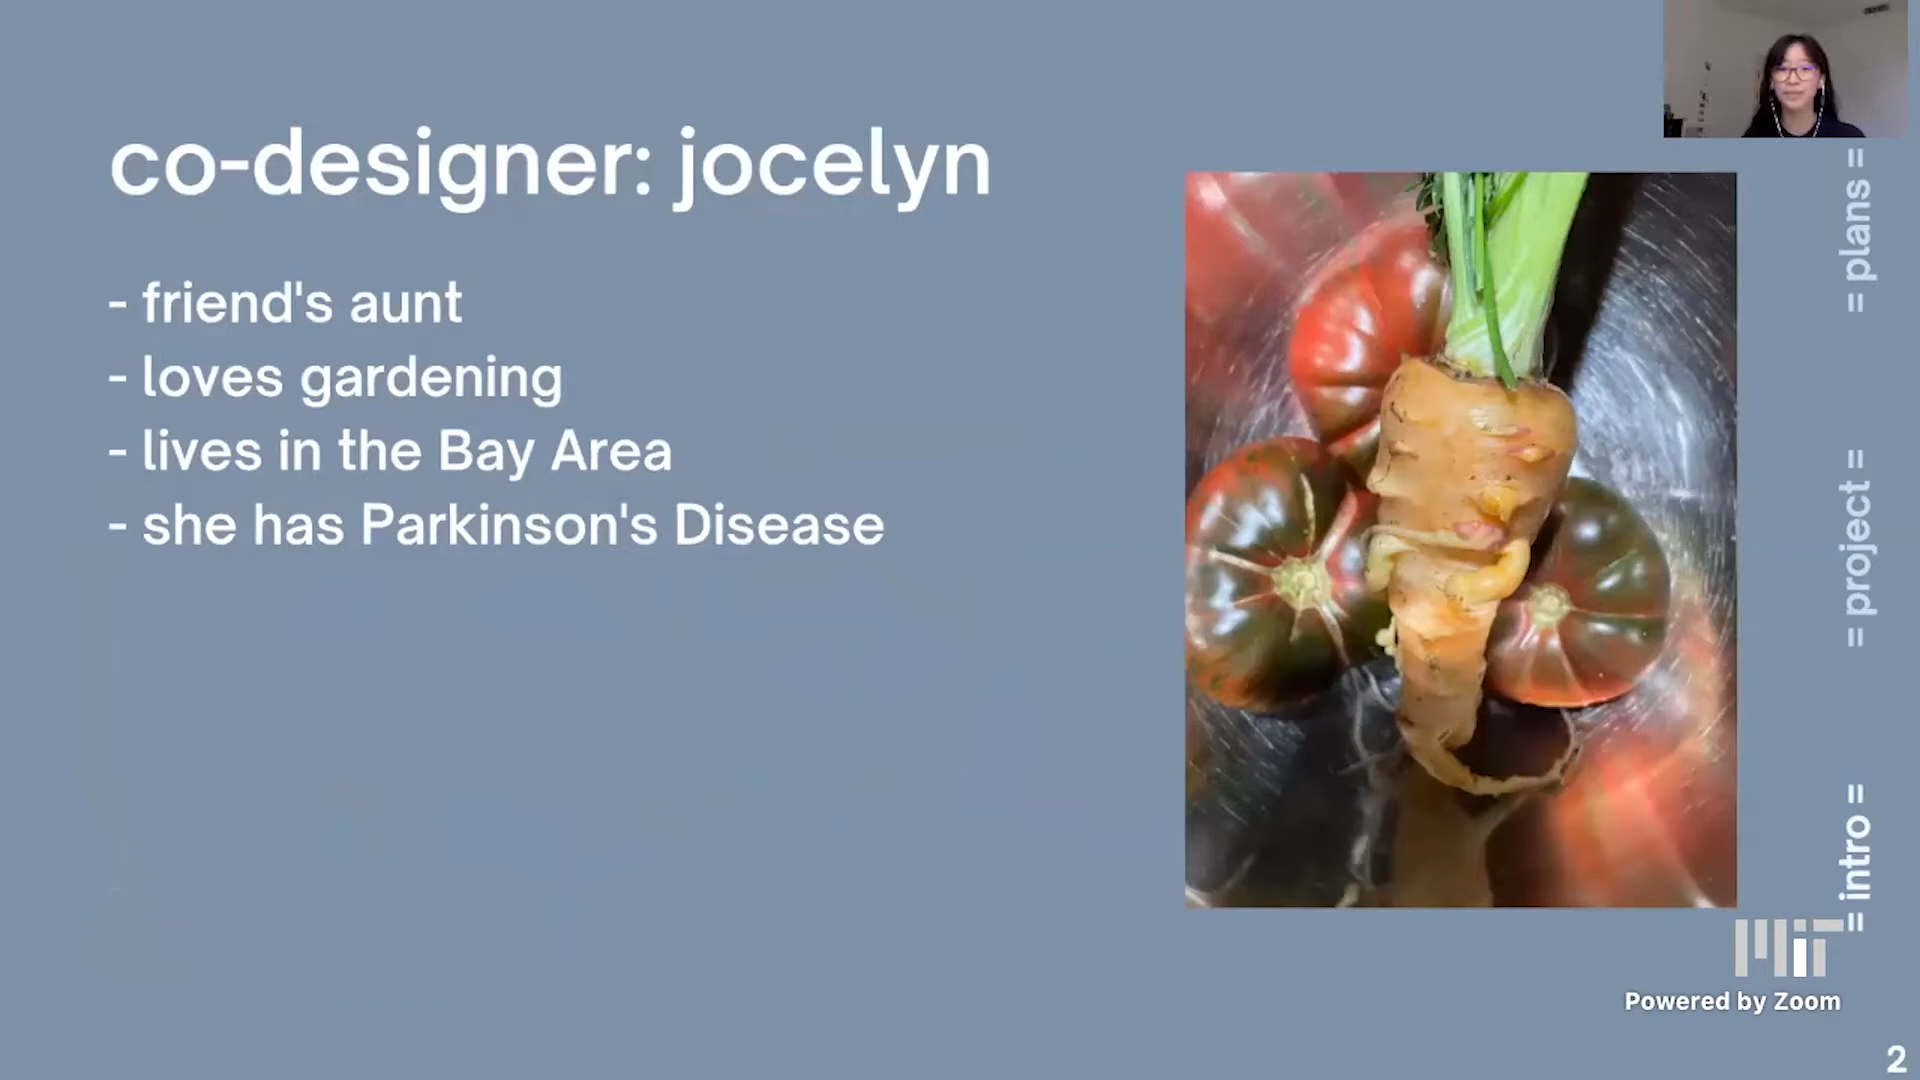 co-designer: jocelyn
- friend's aunt
- loves gardening
- lives in the Bay Area
- she has Parkinson's Disease
= plans =
= project =
= intro =
MIT
Powered by Zoom
2